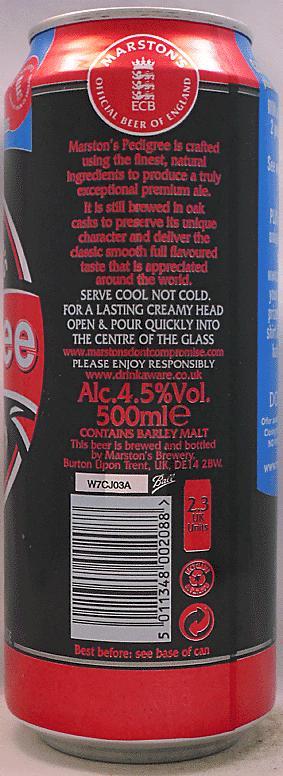 MARSTON'S
ECB
OFFICIAL BEER OF ENGLAND
Marston's Pedigree is crafted
using the finest, natural
ingredients to produce a truly
exceptional premium ale.
It is still brewed in oak
casks to preserve its unique
character and deliver the
classic smooth full flavoured
taste that is appreciated
around the world.
SERVE COOL NOT COLD.
FOR A LASTING CREAMY HEAD
OPEN & POUR QUICKLY INTO
THE CENTRE OF THE GLASS
www.marstonsdontcompromise.com
PLEASE ENJOY RESPONSIBLY
www.drinkaware.co.uk
Alc.4.5%Vol.
500ml℮
CONTAINS BARLEY MALT
This beer is brewed and bottled
by Marston's Brewery,
Burton Upon Trent, UK, DE14 2BW.
W7CJ03A
Ball
2.3
UK
Units
5 011348 002088 >
Best before: see base of can
ee